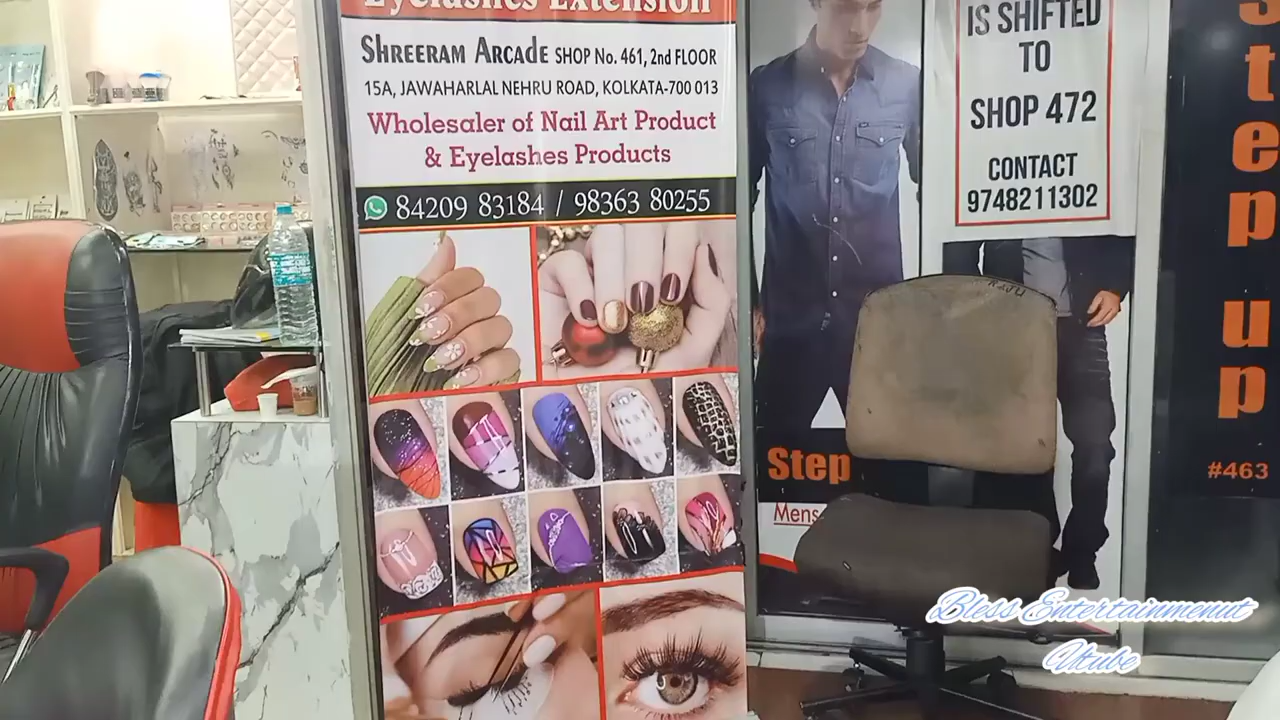 Eyelashes Extension
SHREERAM ARCADE SHOP No. 461, 2nd FLOOR
15A, JAWAHARLAL NEHRU ROAD, KOLKATA-700 013
Wholesaler of Nail Art Product
& Eyelashes Products
84209 83184 / 98363 80255
IS SHIFTED
TO
SHOP 472
CONTACT
9748211302
Step
Mens
step up
#463
Bless Entertainmenut
Utube